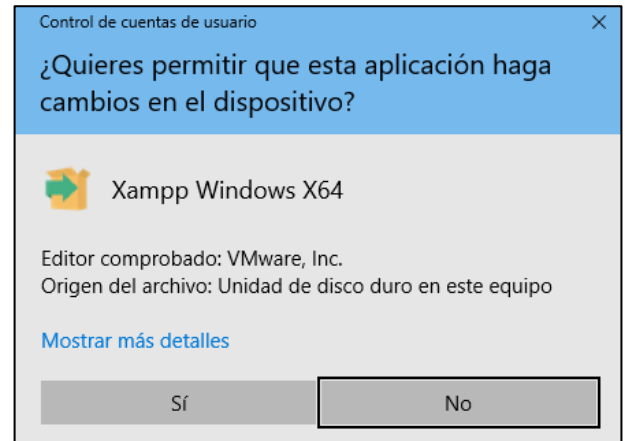 Control de cuentas de usuario
¿Quieres permitir que esta aplicación haga
cambios en el dispositivo?
Xampp Windows X64
Editor comprobado: VMware, Inc.
Origen del archivo: Unidad de disco duro en este equipo
Mostrar más detalles
Sí
No